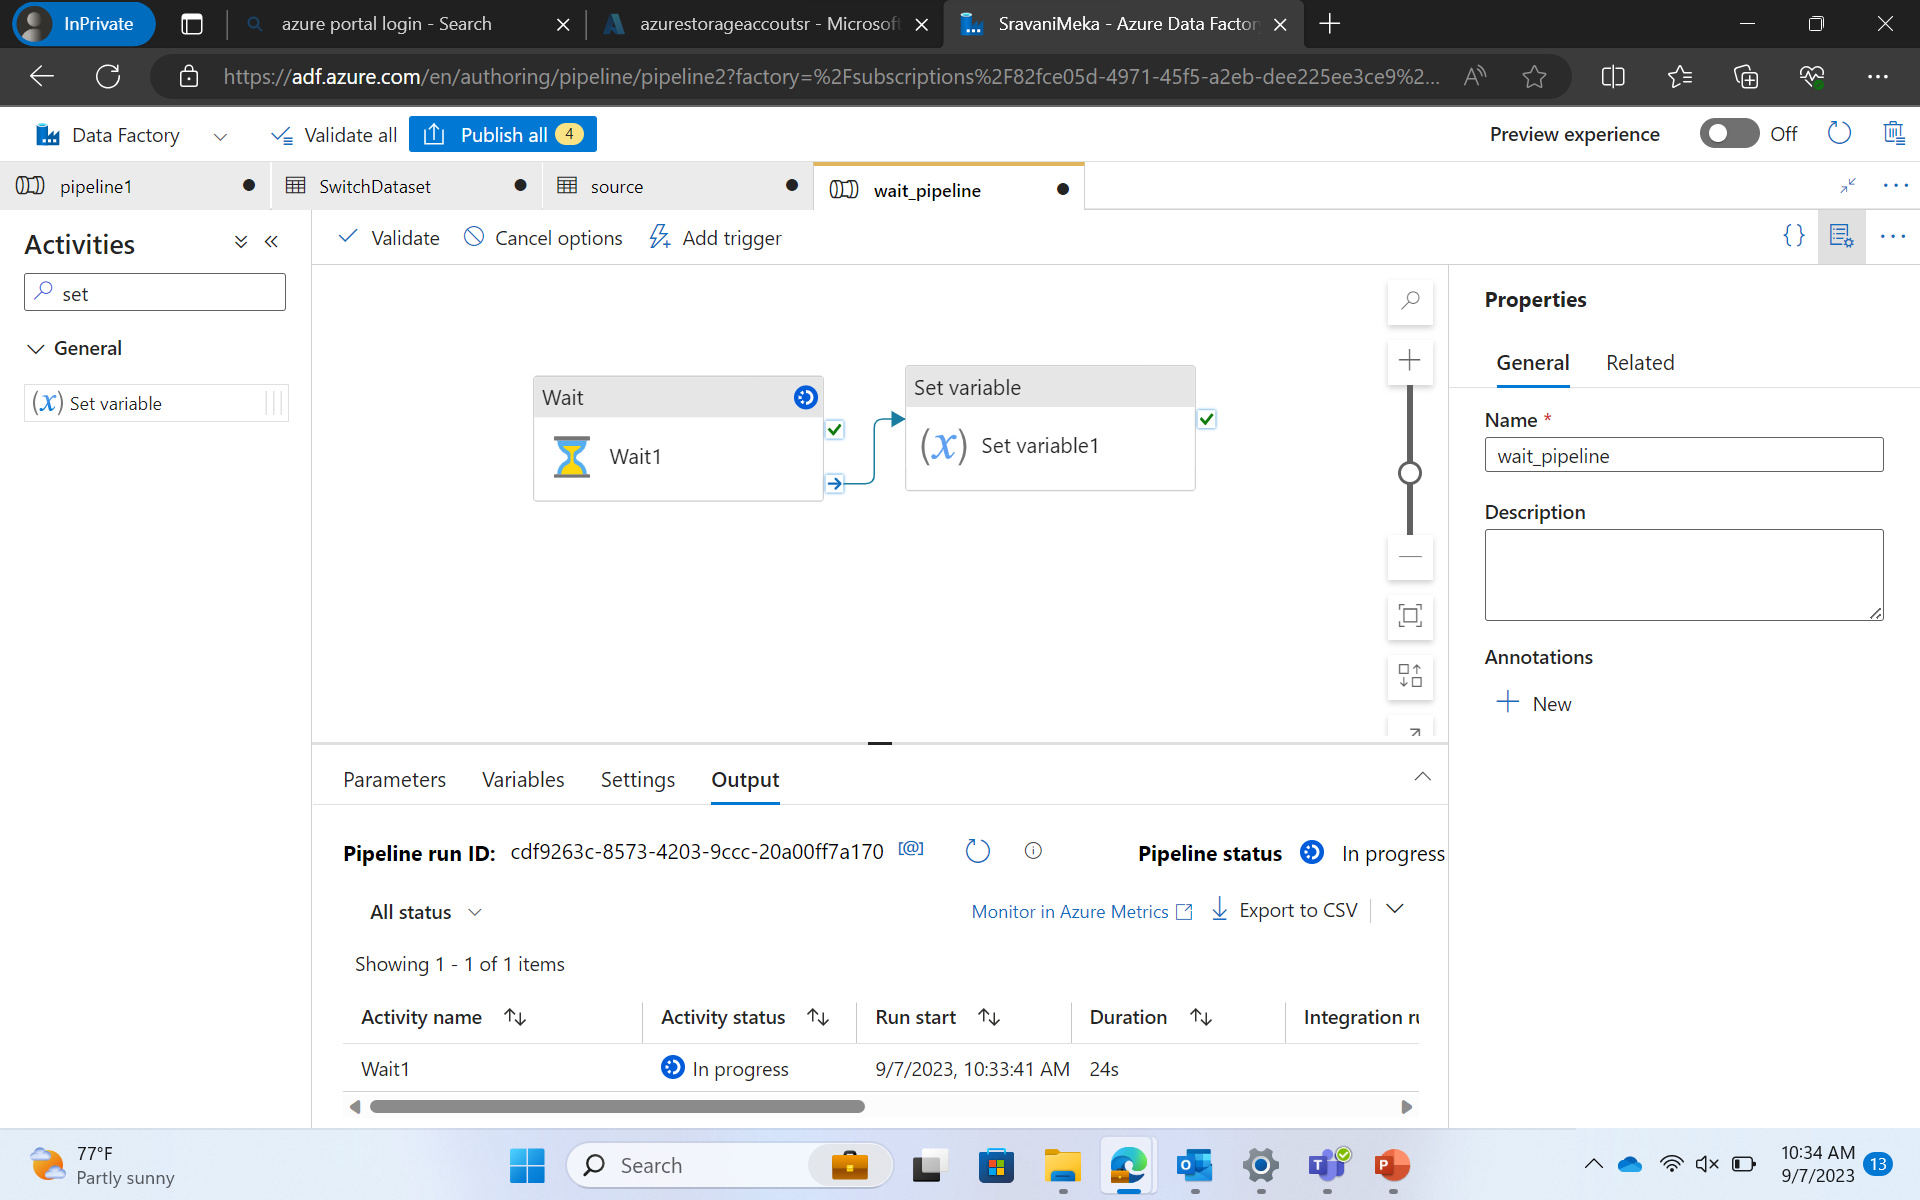 InPrivate
azure portal login - Search
azurestorageaccoutsr - Microsoft
SravaniMeka - Azure Data Factor
https://adf.azure.com/en/authoring/pipeline/pipeline2?factory=%2Fsubscriptions%2F82fce05d-4971-45f5-a2eb-dee225ee3ce9%2...
Data Factory
Validate all
Publish all 4
Preview experience
Off
pipeline1
SwitchDataset
source
wait_pipeline
Activities
Validate
Cancel options
Add trigger
set
General
(x) Set variable
Wait
Wait1
Set variable
(x) Set variable1
Properties
General
Related
Name *
wait_pipeline
Description
Annotations
New
Parameters
Variables
Settings
Output
Pipeline run ID: cdf9263c-8573-4203-9ccc-20a00ff7a170 [@]
Pipeline status
In progress
All status
Monitor in Azure Metrics
Export to CSV
Showing 1 - 1 of 1 items
Activity name
Activity status
Run start
Duration
Integration ru
Wait1
In progress
9/7/2023, 10:33:41 AM
24s
77°F
Partly sunny
Search
10:34 AM
9/7/2023
13